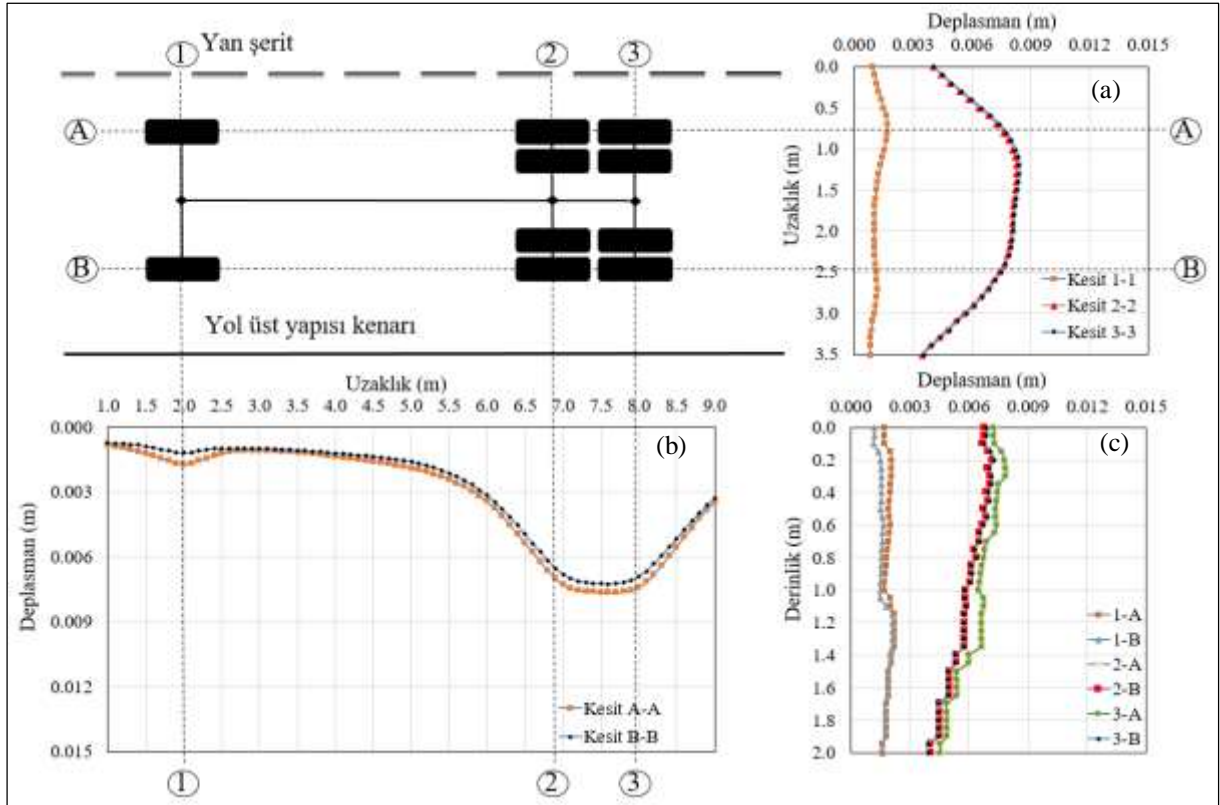 Yan şerit
1
2
3
A
B
Yol üst yapısı kenarı
Deplasman (m)
0.000 0.003 0.006 0.009 0.012 0.015
(a)
Uzaklık (m)
0.0
0.5
1.0
1.5
2.0
2.5
3.0
3.5
A
B
Kesit 1-1
Kesit 2-2
Kesit 3-3
Uzaklık (m)
1.0 1.5 2.0 2.5 3.0 3.5 4.0 4.5 5.0 5.5 6.0 6.5 7.0 7.5 8.0 8.5 9.0
(b)
Deplasman (m)
0.000
0.003
0.006
0.009
0.012
0.015
Kesit A-A
Kesit B-B
1
2
3
Deplasman (m)
0.000 0.003 0.006 0.009 0.012 0.015
(c)
Derinlik (m)
0.0
0.2
0.4
0.6
0.8
1.0
1.2
1.4
1.6
1.8
2.0
1-A
1-B
2-A
2-B
3-A
3-B